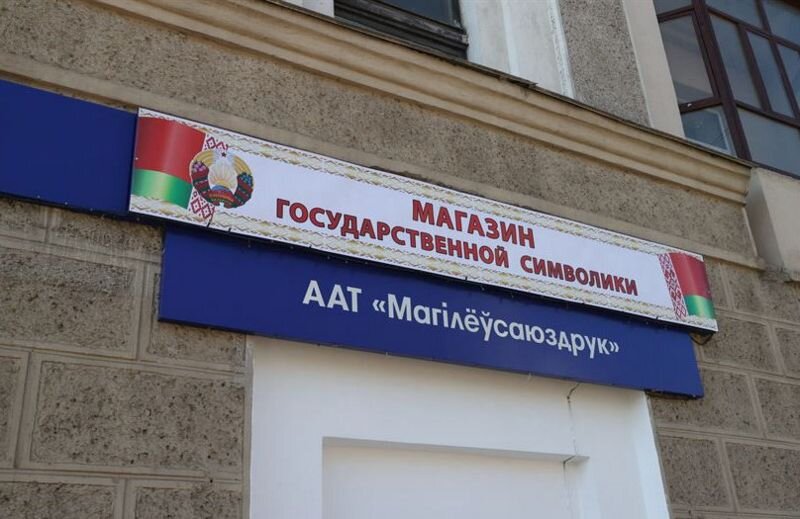 МАГАЗИН
ГОСУДАРСТВЕННОЙ СИМВОЛИКИ
ААТ «Магілёўсаюздрук»